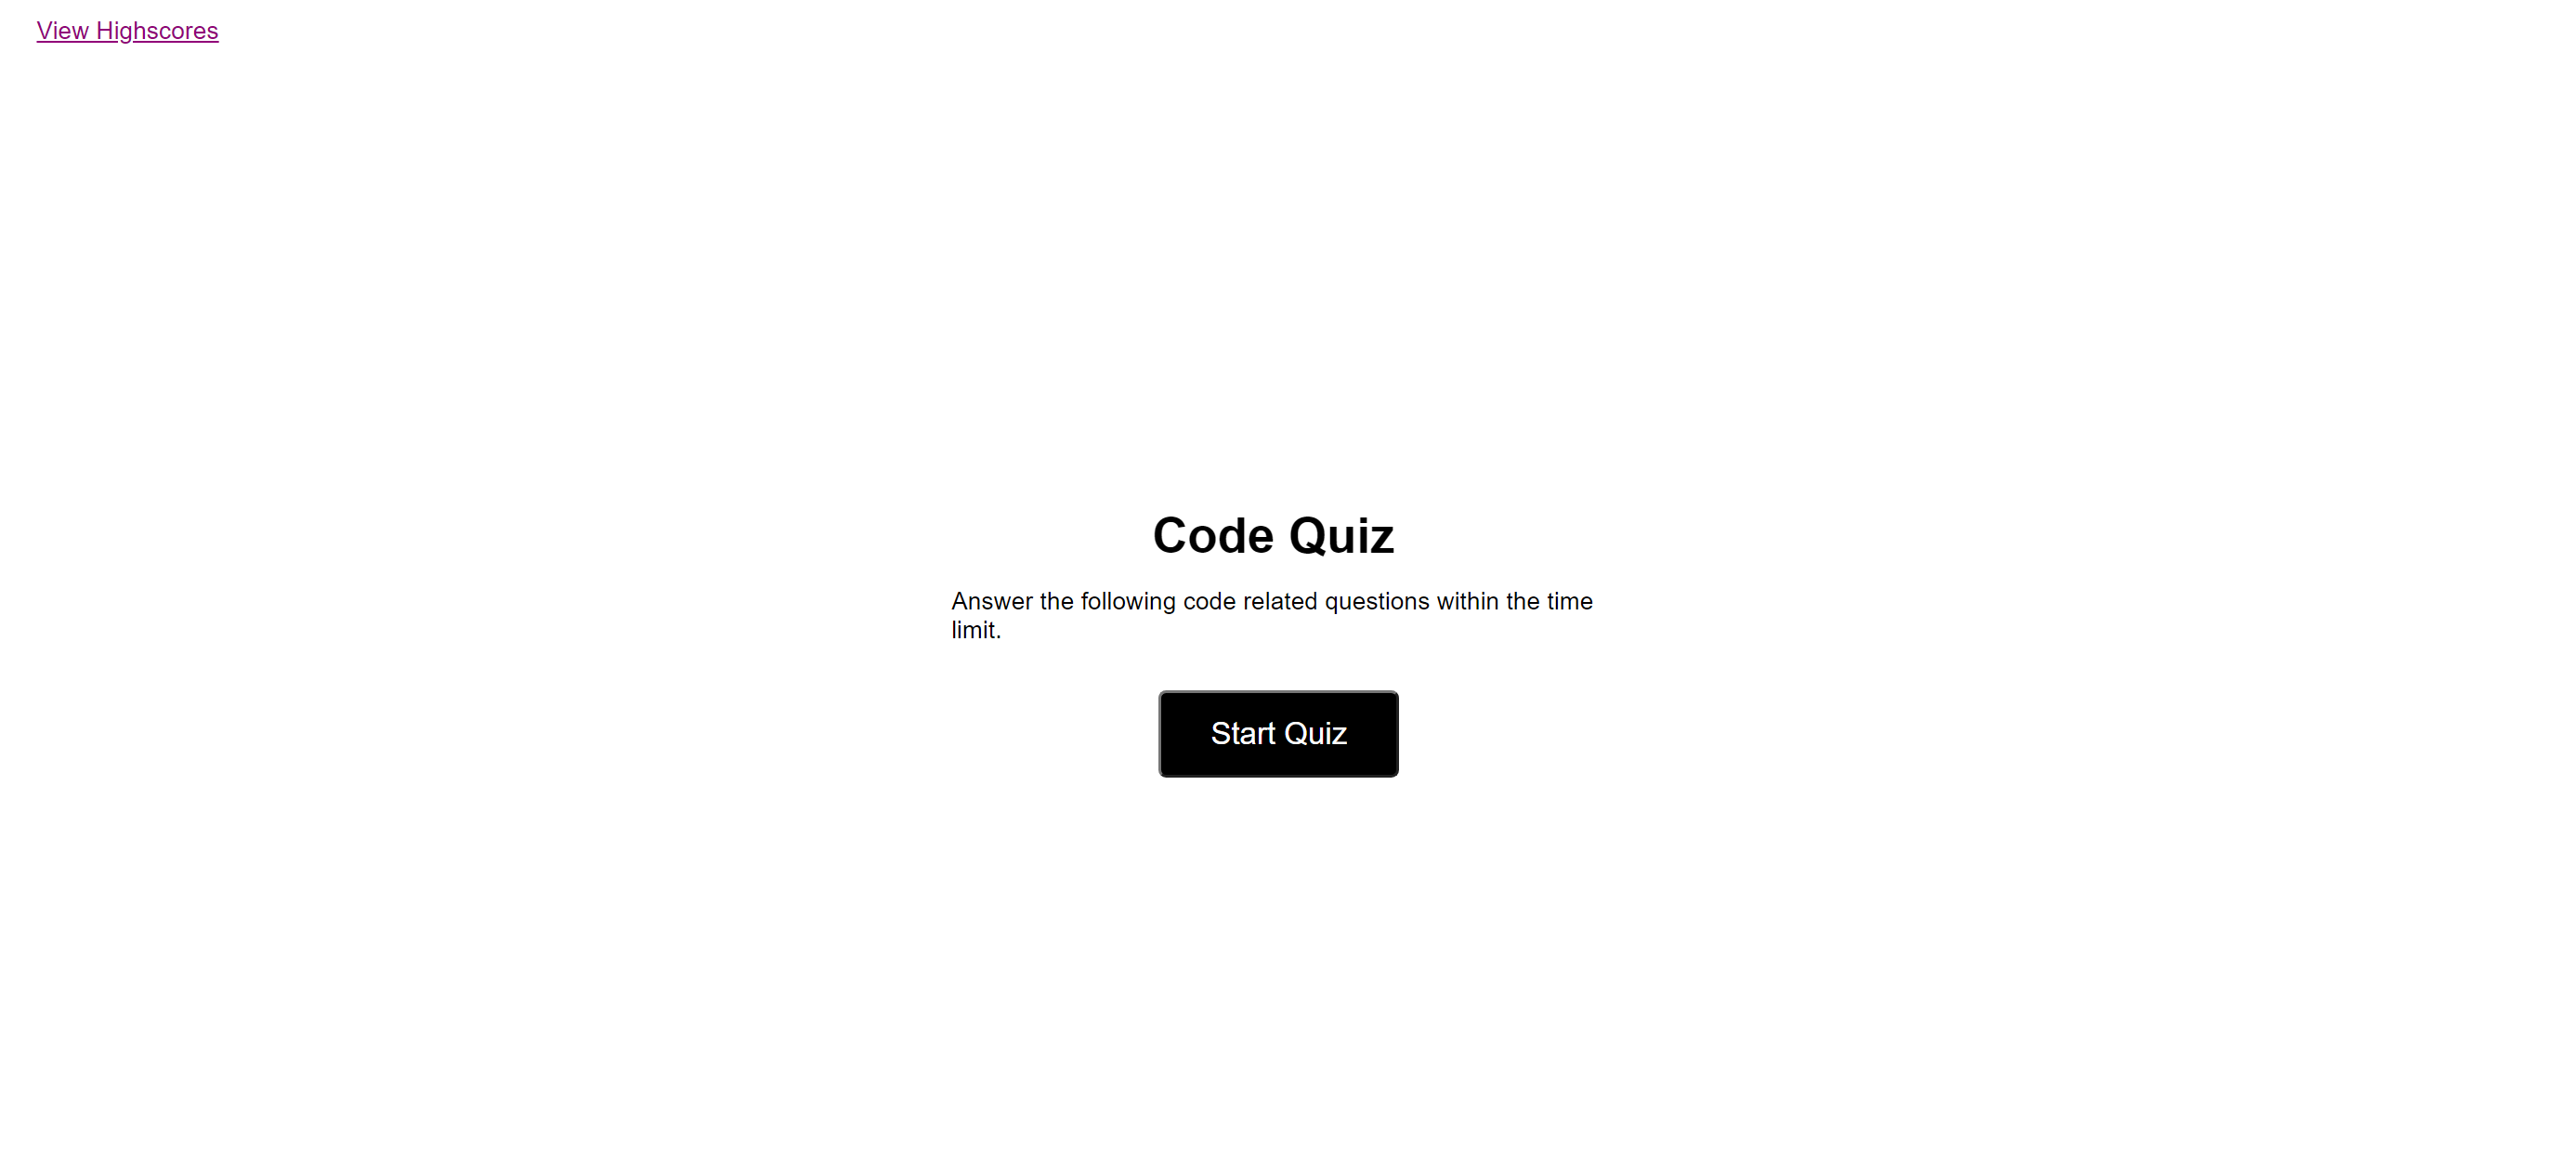 View Highscores
Code Quiz
Answer the following code related questions within the time
limit.
Start Quiz